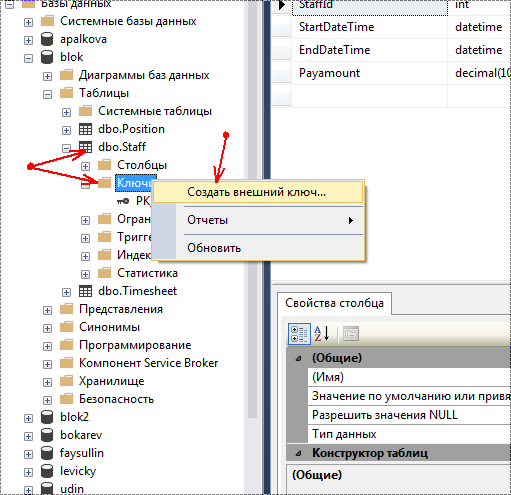 Базы данных
Системные базы данных
apalkova
blok
Диаграммы баз данных
Таблицы
Системные таблицы
dbo.Position
dbo.Staff
Столбцы
Ключи
PK_
Огран
Тригге
Индек
Статистика
dbo.Timesheet
Представления
Синонимы
Программирование
Компонент Service Broker
Хранилище
Безопасность
blok2
bokarev
faysullin
levicky
udin
Создать внешний ключ...
Отчеты
Обновить
StaffId int
StartDateTime datetime
EndDateTime datetime
Payamount decimal(10
Свойства столбца
(Общие)
(Имя)
Значение по умолчанию или привя
Разрешить значения NULL
Тип данных
Конструктор таблиц
(Общие)